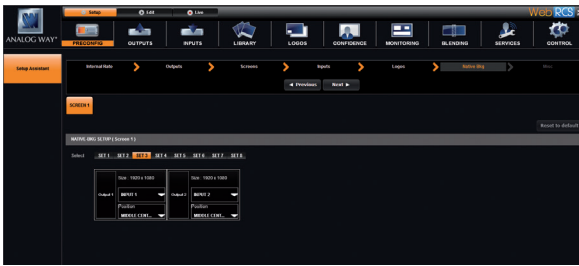 Setup Edit Live Web RCS
ANALOG WAY
PRECONFIG OUTPUTS INPUTS LIBRARY LOGOS CONFIDENCE MONITORING BLENDING SERVICES CONTROL
Setup Assistant Internal Rate Outputs Screens Inputs Logos Native Bkg Misc
Previous Next
SCREEN 1
Reset to default
NATIVE BKG SETUP ( Screen 1 )
Select SET 1 SET 2 SET 3 SET 4 SET 5 SET 6 SET 7 SET 8
Size : 1920 x 1080 Size : 1920 x 1080
Output 1 INPUT 1 Output 2 INPUT 2
Position Position
MIDDLE CENT... MIDDLE CENT...